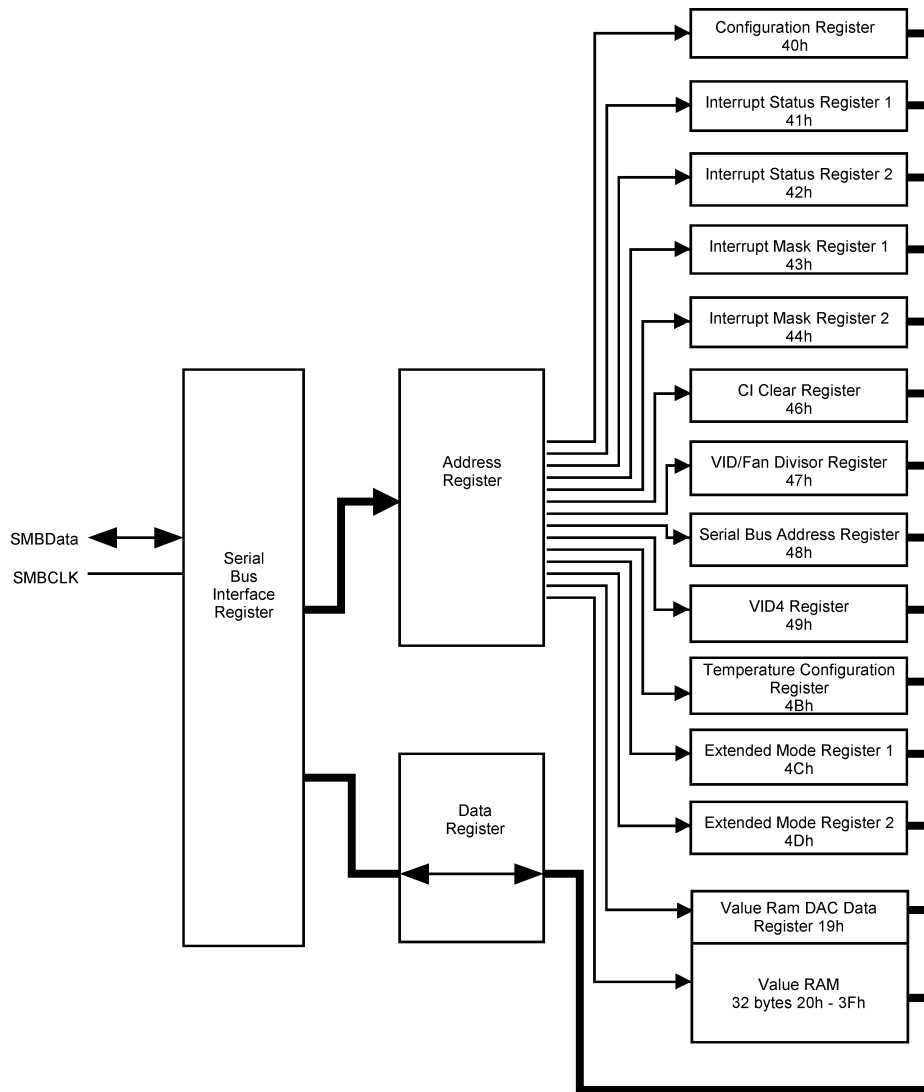 Configuration Register
40h
Interrupt Status Register 1
41h
Interrupt Status Register 2
42h
Interrupt Mask Register 1
43h
Interrupt Mask Register 2
44h
CI Clear Register
46h
VID/Fan Divisor Register
47h
Serial Bus Address Register
48h
VID4 Register
49h
Temperature Configuration
Register
4Bh
Extended Mode Register 1
4Ch
Extended Mode Register 2
4Dh
Value Ram DAC Data
Register 19h
Value RAM
32 bytes 20h - 3Fh
Address
Register
SMBData
SMBCLK
Serial
Bus
Interface
Register
Data
Register